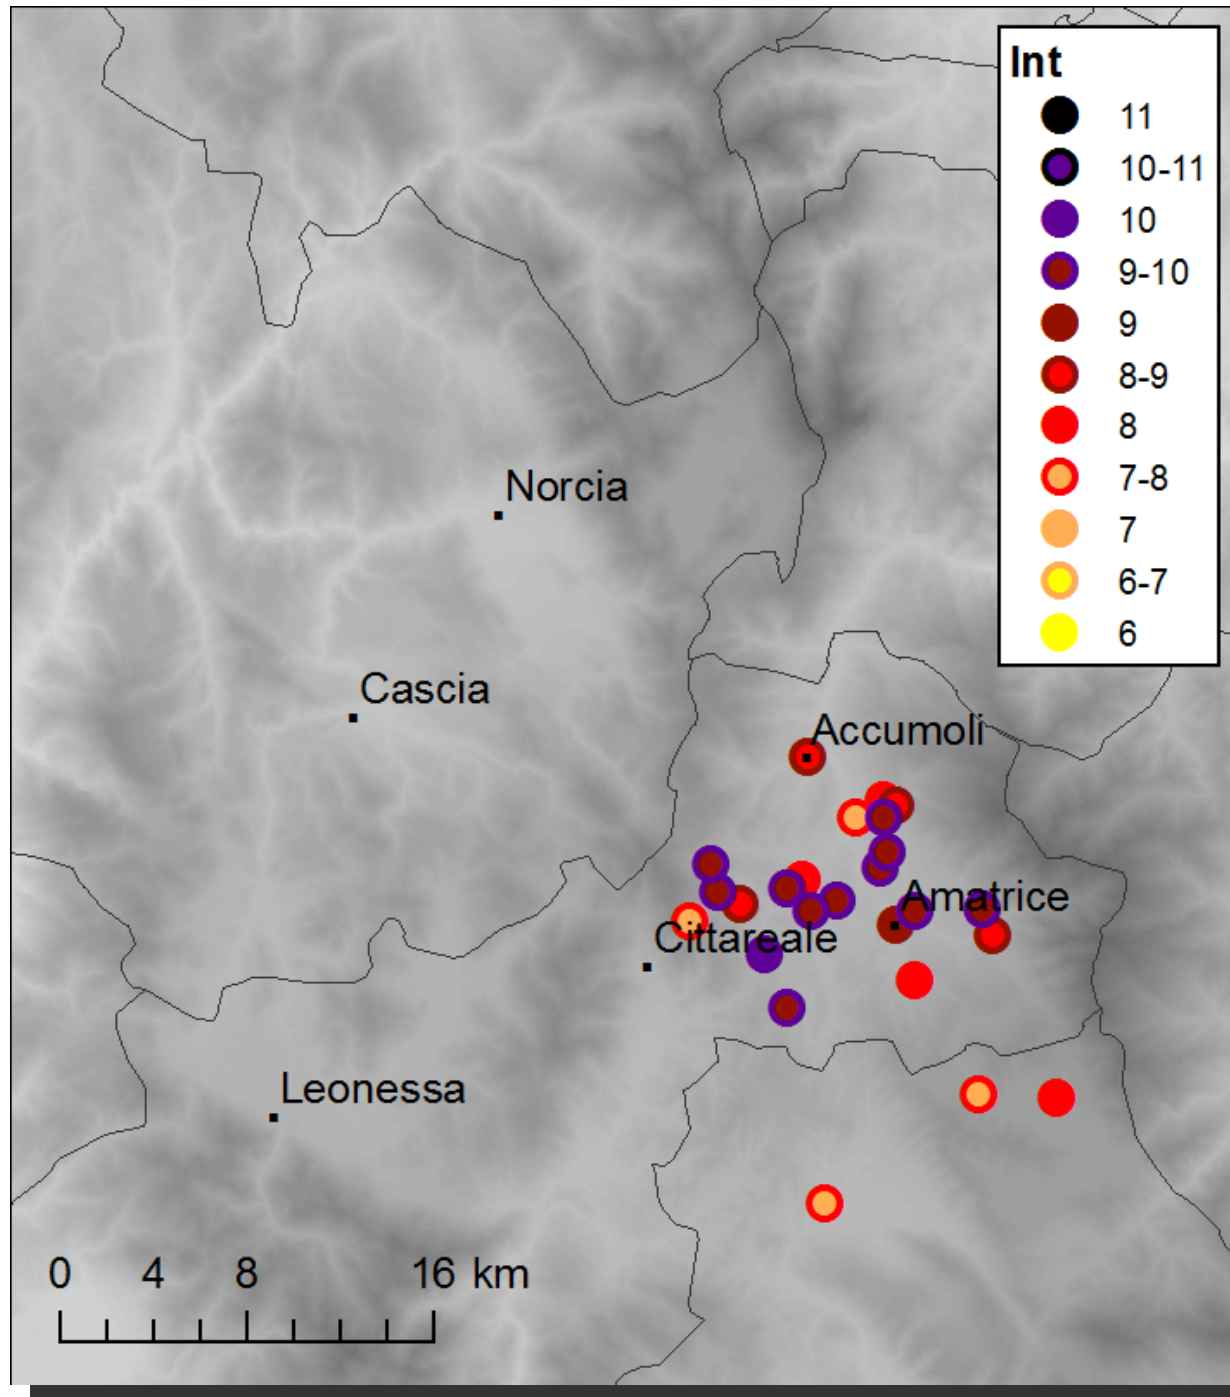 Int
11
10-11
10
9-10
9
8-9
8
7-8
7
6-7
6
Norcia
Cascia
Accumoli
Amatrice
Cittareale
Leonessa
0 4 8 16 km